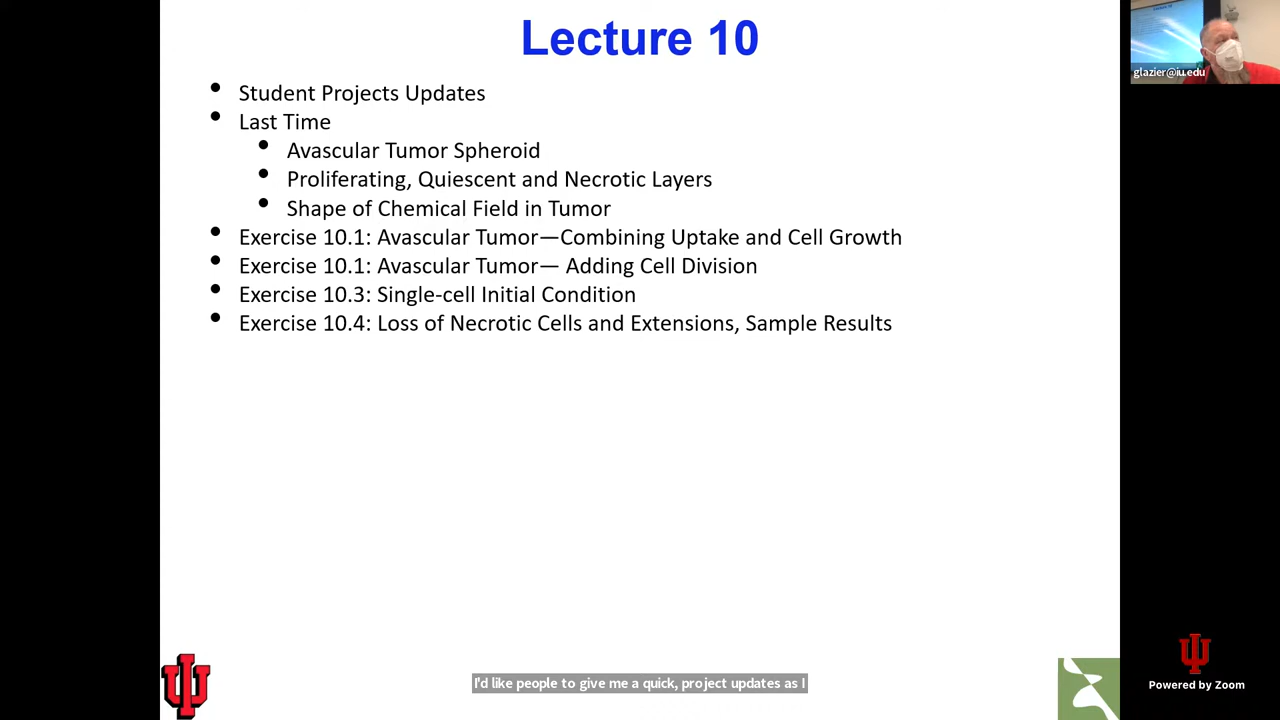 Lecture 10
• Student Projects Updates
• Last Time
• Avascular Tumor Spheroid
• Proliferating, Quiescent and Necrotic Layers
• Shape of Chemical Field in Tumor
• Exercise 10.1: Avascular Tumor—Combining Uptake and Cell Growth
• Exercise 10.1: Avascular Tumor— Adding Cell Division
• Exercise 10.3: Single-cell Initial Condition
• Exercise 10.4: Loss of Necrotic Cells and Extensions, Sample Results
I'd like people to give me a quick, project updates as I
glazier@iu.edu
Powered by Zoom